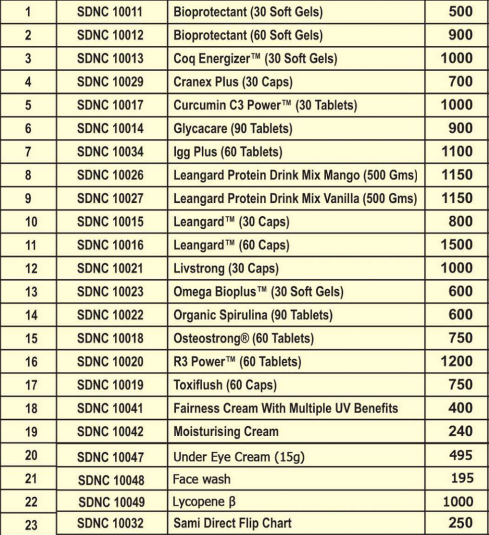 1 SDNC 10011 Bioprotectant (30 Soft Gels) 500
2 SDNC 10012 Bioprotectant (60 Soft Gels) 900
3 SDNC 10013 Coq Energizer™ (30 Soft Gels) 1000
4 SDNC 10029 Cranex Plus (30 Caps) 700
5 SDNC 10017 Curcumin C3 Power™ (30 Tablets) 1000
6 SDNC 10014 Glycacare (90 Tablets) 900
7 SDNC 10034 Igg Plus (60 Tablets) 1100
8 SDNC 10026 Leangard Protein Drink Mix Mango (500 Gms) 1150
9 SDNC 10027 Leangard Protein Drink Mix Vanilla (500 Gms) 1150
10 SDNC 10015 Leangard™ (30 Caps) 800
11 SDNC 10016 Leangard™ (60 Caps) 1500
12 SDNC 10021 Livstrong (30 Caps) 1000
13 SDNC 10023 Omega Bioplus™ (30 Soft Gels) 600
14 SDNC 10022 Organic Spirulina (90 Tablets) 600
15 SDNC 10018 Osteostrong® (60 Tablets) 750
16 SDNC 10020 R3 Power™ (60 Tablets) 1200
17 SDNC 10019 Toxiflush (60 Caps) 750
18 SDNC 10041 Fairness Cream With Multiple UV Benefits 400
19 SDNC 10042 Moisturising Cream 240
20 SDNC 10047 Under Eye Cream (15g) 495
21 SDNC 10048 Face wash 195
22 SDNC 10049 Lycopene β 1000
23 SDNC 10032 Sami Direct Flip Chart 250